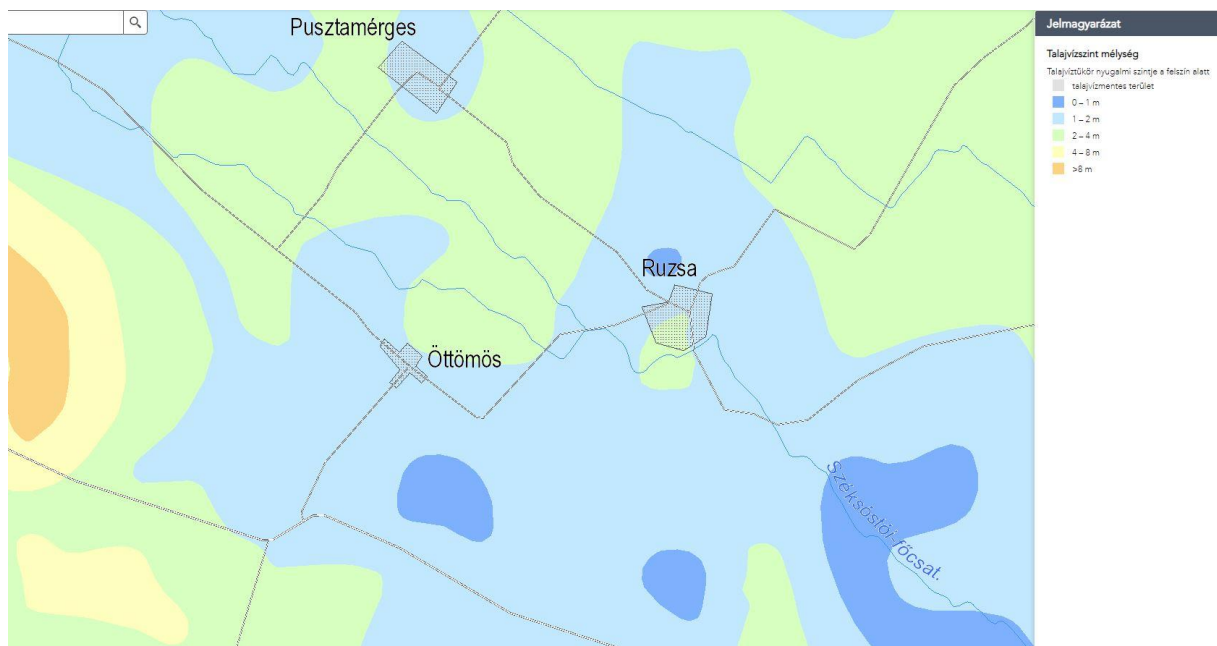 Pusztamérges
Ruzsa
Öttömös
Széksóstói-főcsat.
Jelmagyarázat
Talajvízszint mélység
Talajvíztükör nyugalmi szintje a felszín alatt
talajvízmentes terület
0 – 1 m
1 – 2 m
2 – 4 m
4 – 8 m
>8 m